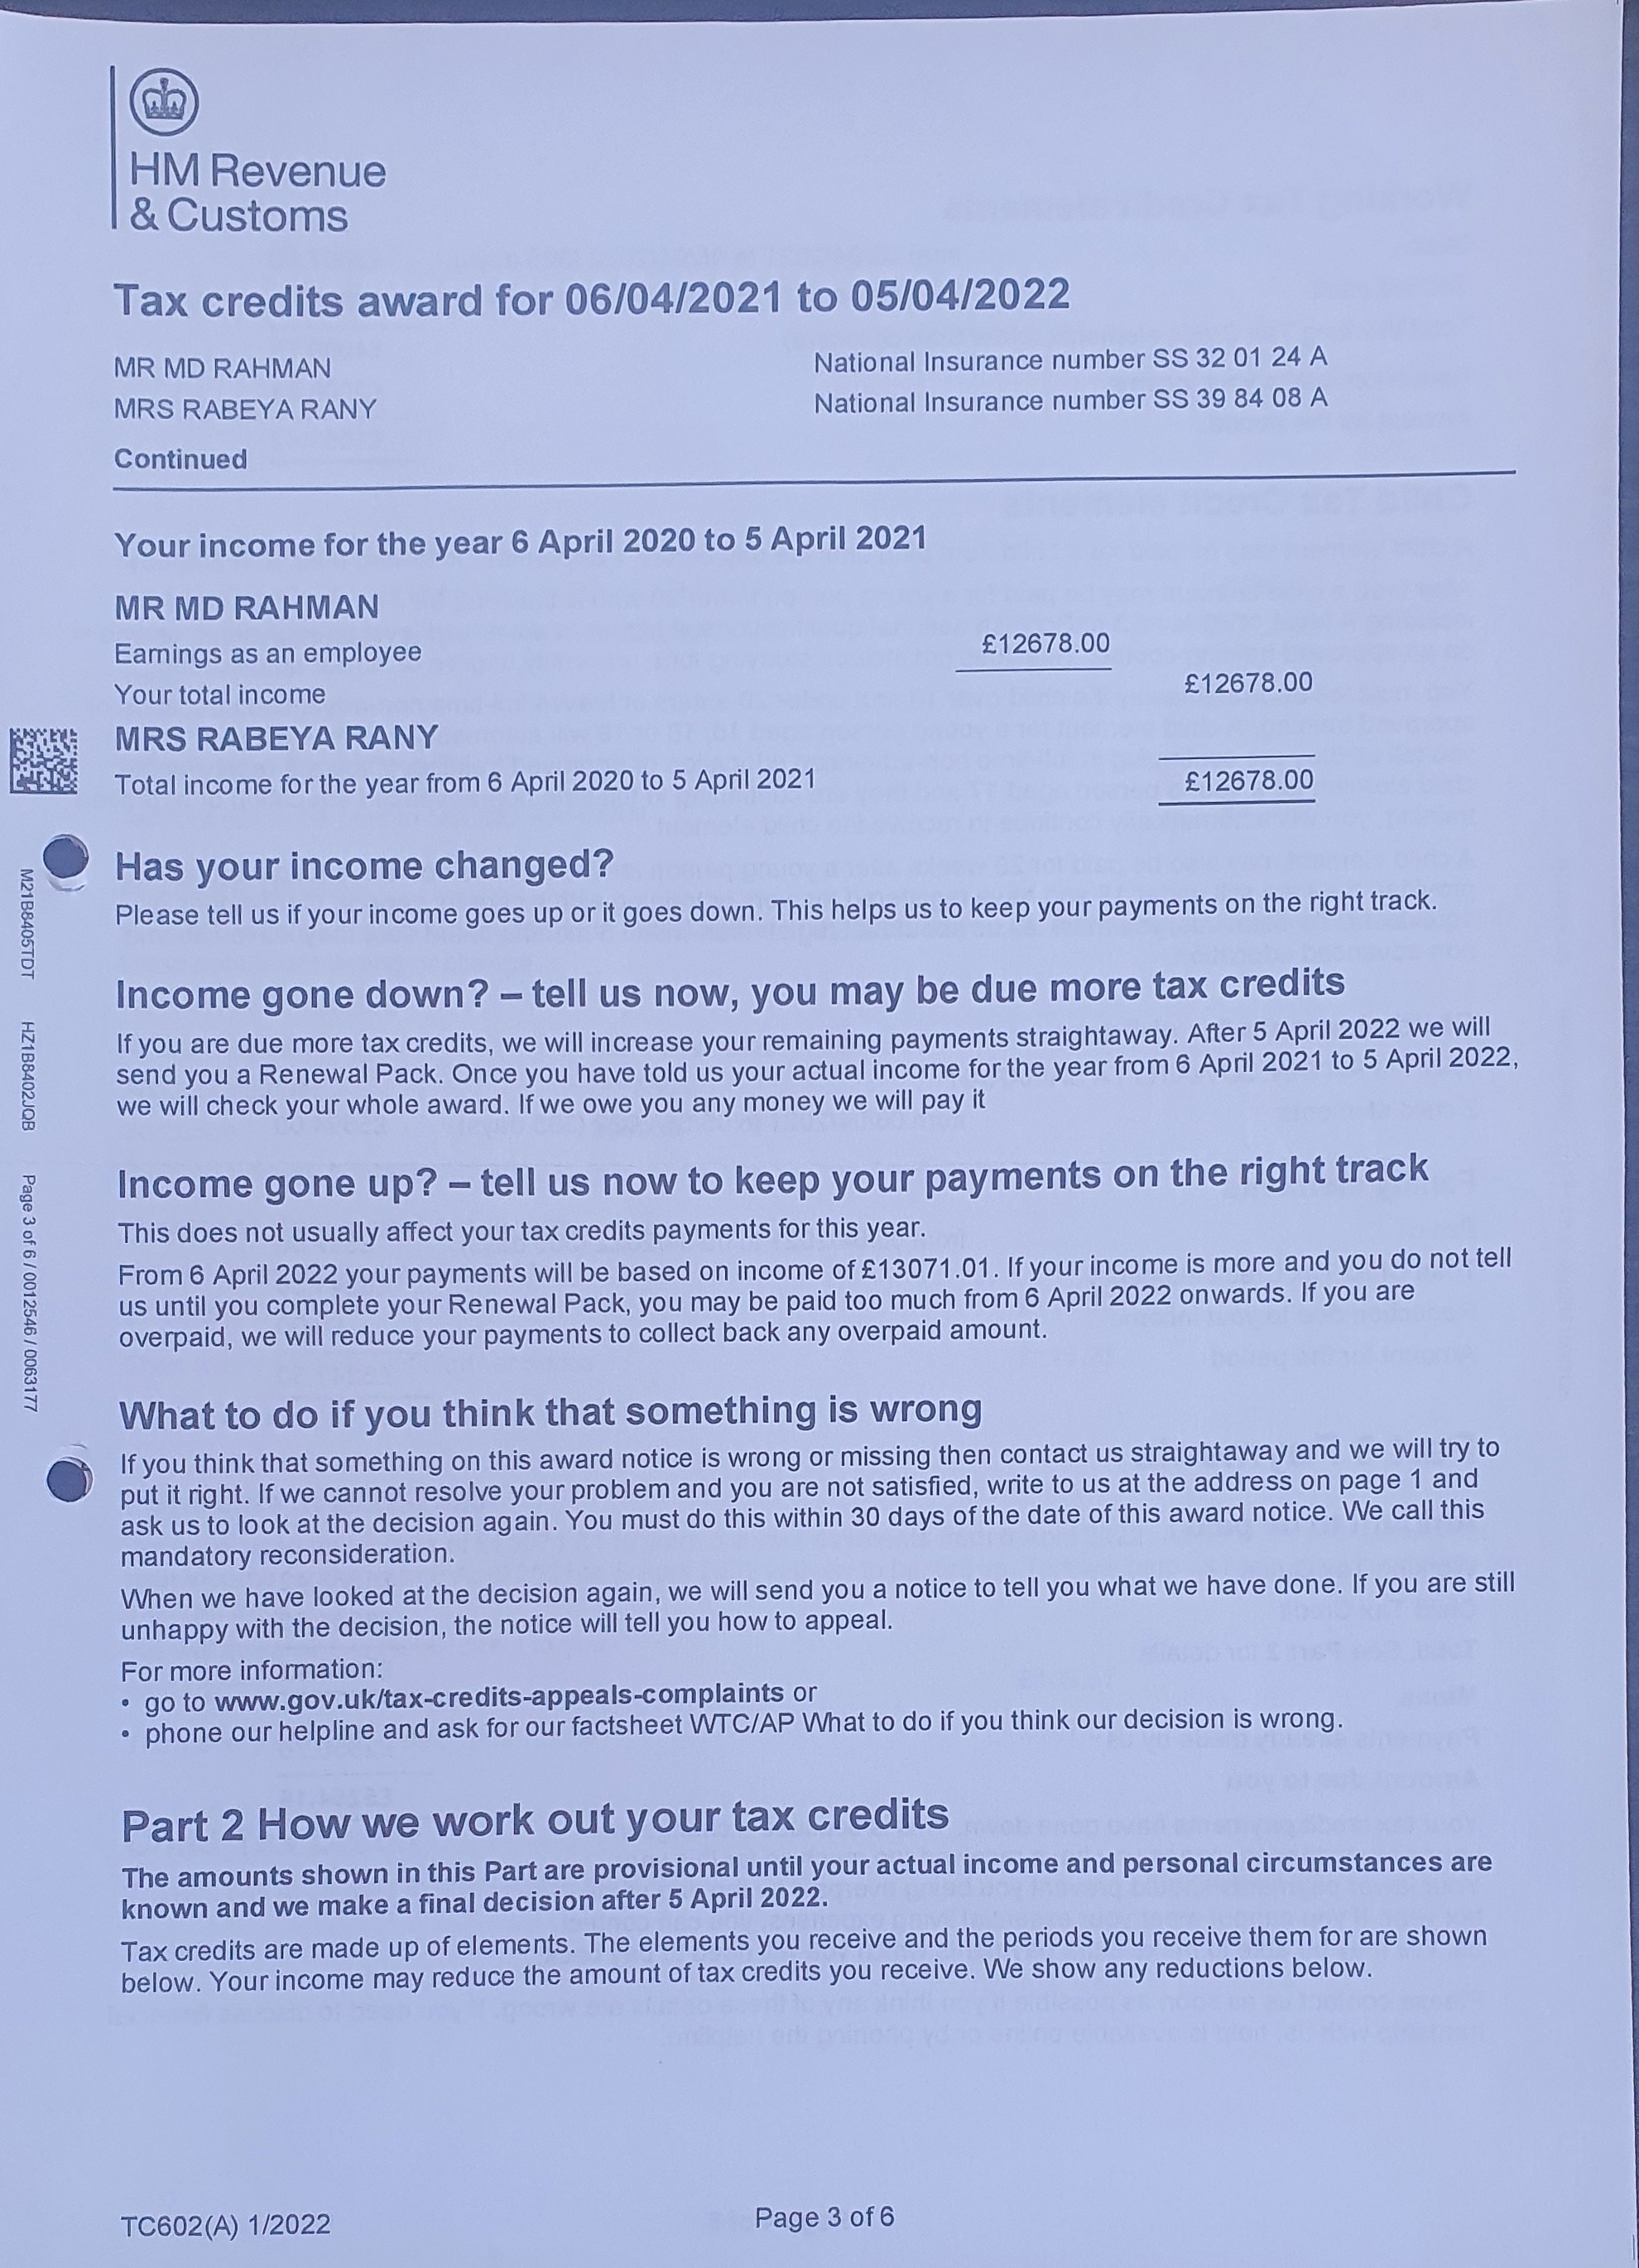 HM Revenue
& Customs
Tax credits award for 06/04/2021 to 05/04/2022
MR MD RAHMAN
National Insurance number SS 32 01 24 A
MRS RABEYA RANY
National Insurance number SS 39 84 08 A
Continued
Your income for the year 6 April 2020 to 5 April 2021
MR MD RAHMAN
Earnings as an employee £12678.00
Your total income £12678.00
MRS RABEYA RANY
Total income for the year from 6 April 2020 to 5 April 2021 £12678.00
Has your income changed?
Please tell us if your income goes up or it goes down. This helps us to keep your payments on the right track.
Income gone down? – tell us now, you may be due more tax credits
If you are due more tax credits, we will increase your remaining payments straightaway. After 5 April 2022 we will
send you a Renewal Pack. Once you have told us your actual income for the year from 6 April 2021 to 5 April 2022,
we will check your whole award. If we owe you any money we will pay it
Income gone up? – tell us now to keep your payments on the right track
This does not usually affect your tax credits payments for this year.
From 6 April 2022 your payments will be based on income of £13071.01. If your income is more and you do not tell
us until you complete your Renewal Pack, you may be paid too much from 6 April 2022 onwards. If you are
overpaid, we will reduce your payments to collect back any overpaid amount.
What to do if you think that something is wrong
If you think that something on this award notice is wrong or missing then contact us straightaway and we will try to
put it right. If we cannot resolve your problem and you are not satisfied, write to us at the address on page 1 and
ask us to look at the decision again. You must do this within 30 days of the date of this award notice. We call this
mandatory reconsideration.
When we have looked at the decision again, we will send you a notice to tell you what we have done. If you are still
unhappy with the decision, the notice will tell you how to appeal.
For more information:
• go to www.gov.uk/tax-credits-appeals-complaints or
• phone our helpline and ask for our factsheet WTC/AP What to do if you think our decision is wrong.
Part 2 How we work out your tax credits
The amounts shown in this Part are provisional until your actual income and personal circumstances are
known and we make a final decision after 5 April 2022.
Tax credits are made up of elements. The elements you receive and the periods you receive them for are shown
below. Your income may reduce the amount of tax credits you receive. We show any reductions below.
TC602(A) 1/2022
Page 3 of 6
M21B8405TDT HZ1B8402JQB Page 3 of 6 / 0012546 / 0063177